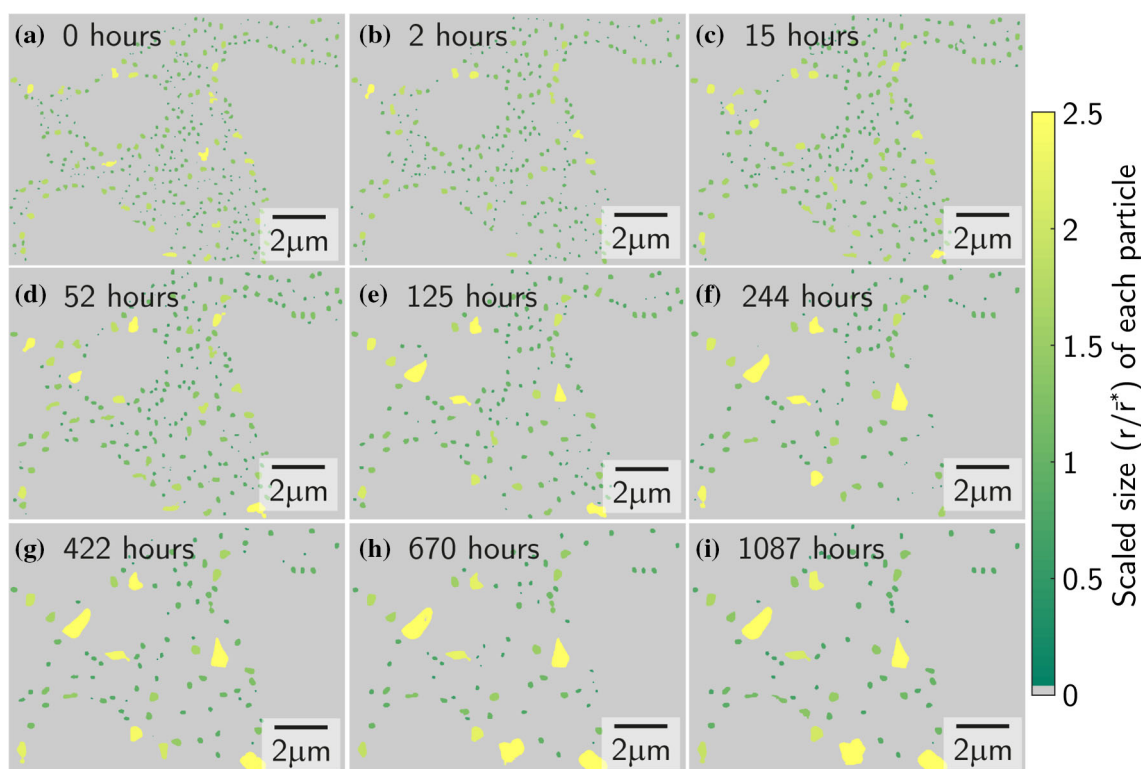 (a) 0 hours
(b) 2 hours
(c) 15 hours
2μm
2μm
2μm
(d) 52 hours
(e) 125 hours
(f) 244 hours
2μm
2μm
2μm
(g) 422 hours
(h) 670 hours
(i) 1087 hours
2μm
2μm
2μm
2.5
2
1.5
1
0.5
0
Scaled size (r/r̄*) of each particle